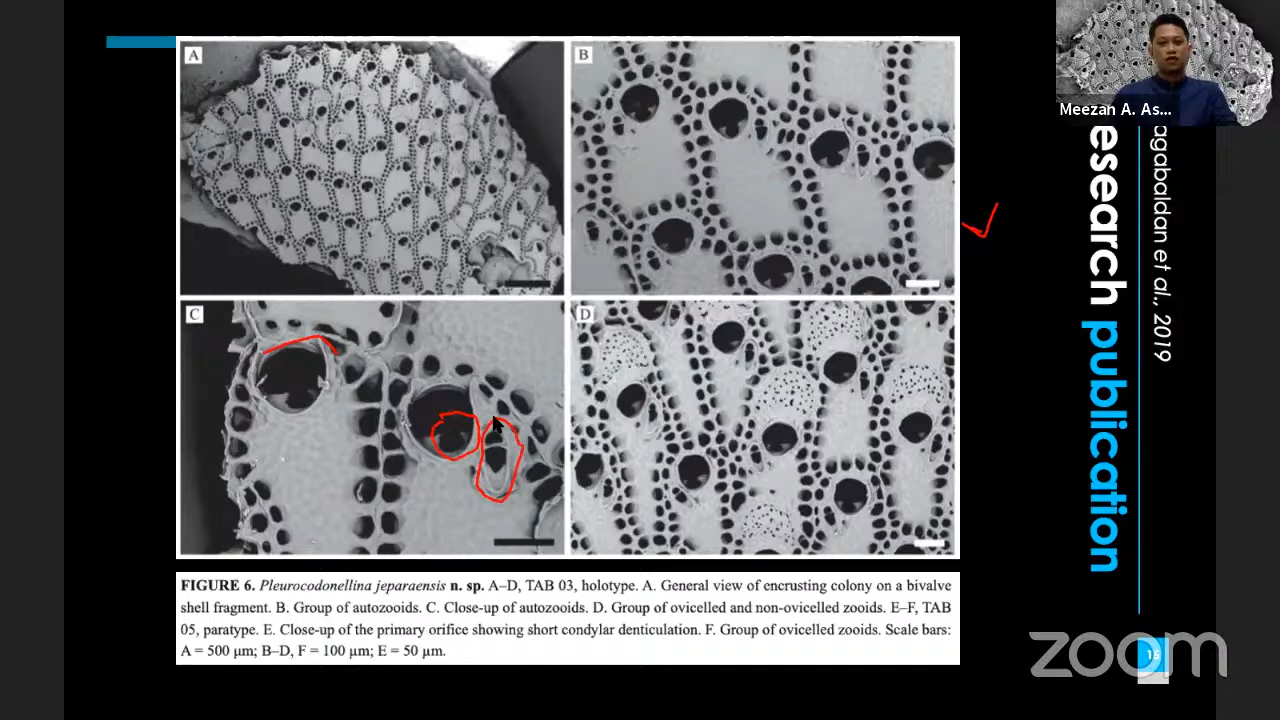 A
B
C
D
Meezan A. As...
esearch publication
agabaldan et al., 2019
FIGURE 6. Pleurocodonellina jeparaensis n. sp. A–D, TAB 03, holotype. A. General view of encrusting colony on a bivalve
shell fragment. B. Group of autozooids. C. Close-up of autozooids. D. Group of ovicelled and non-ovicelled zooids. E–F, TAB
05, paratype. E. Close-up of the primary orifice showing short condylar denticulation. F. Group of ovicelled zooids. Scale bars:
A = 500 μm; B–D, F = 100 μm; E = 50 μm.
zoom